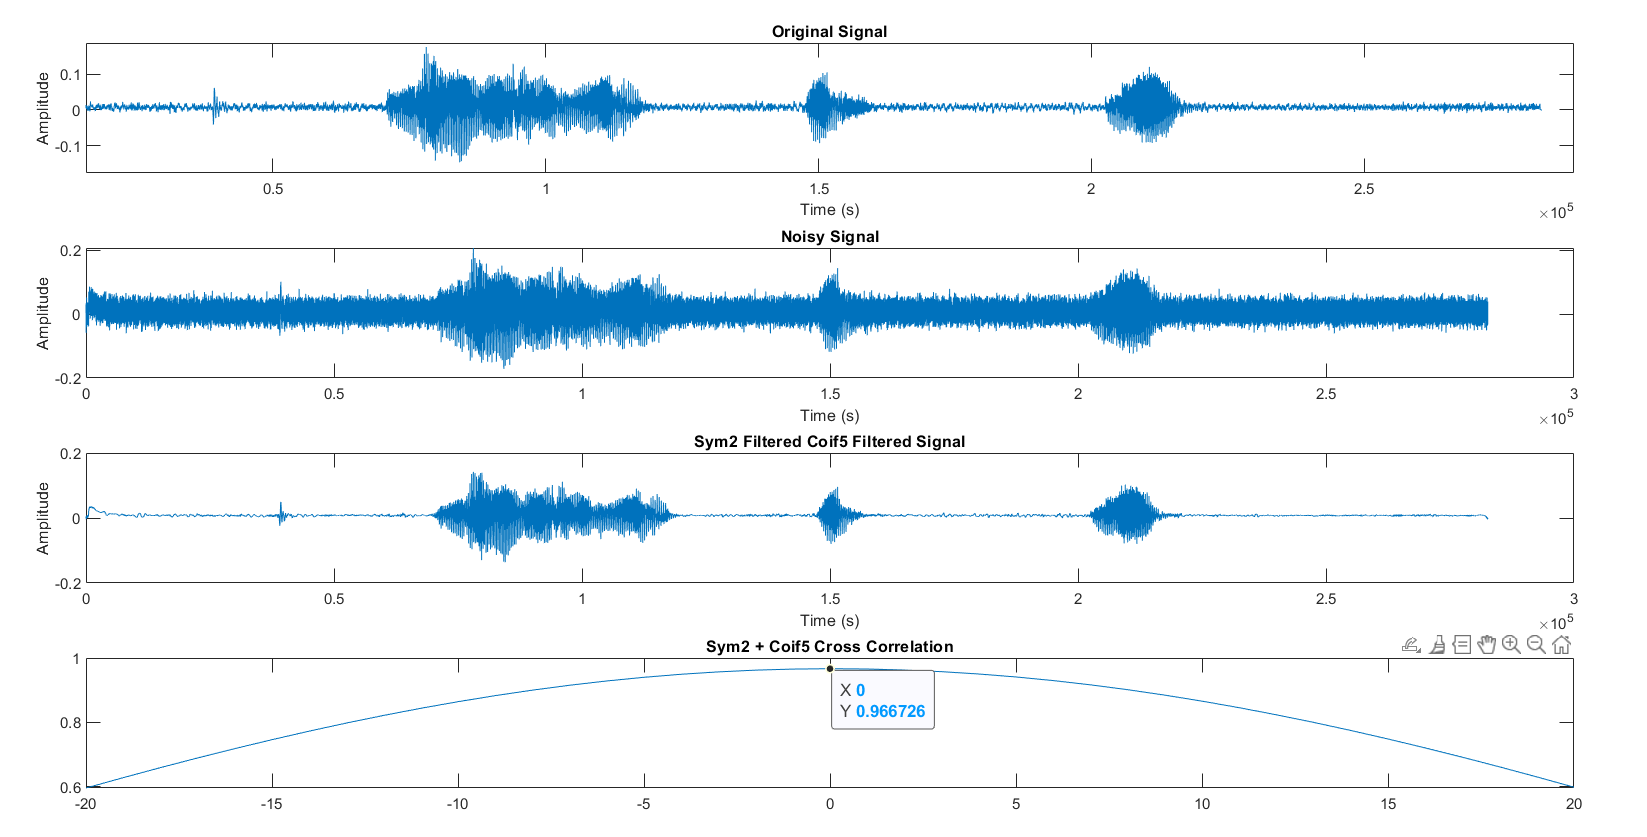 Original Signal
Amplitude
0.1
0
-0.1
0.5 1 1.5 2 2.5
Time (s)
×10^5
Noisy Signal
Amplitude
0.2
0
-0.2
0 0.5 1 1.5 2 2.5 3
Time (s)
×10^5
Sym2 Filtered Coif5 Filtered Signal
Amplitude
0.2
0
-0.2
0 0.5 1 1.5 2 2.5 3
Time (s)
×10^5
Sym2 + Coif5 Cross Correlation
1
0.8
0.6
X 0
Y 0.966726
-20 -15 -10 -5 0 5 10 15 20